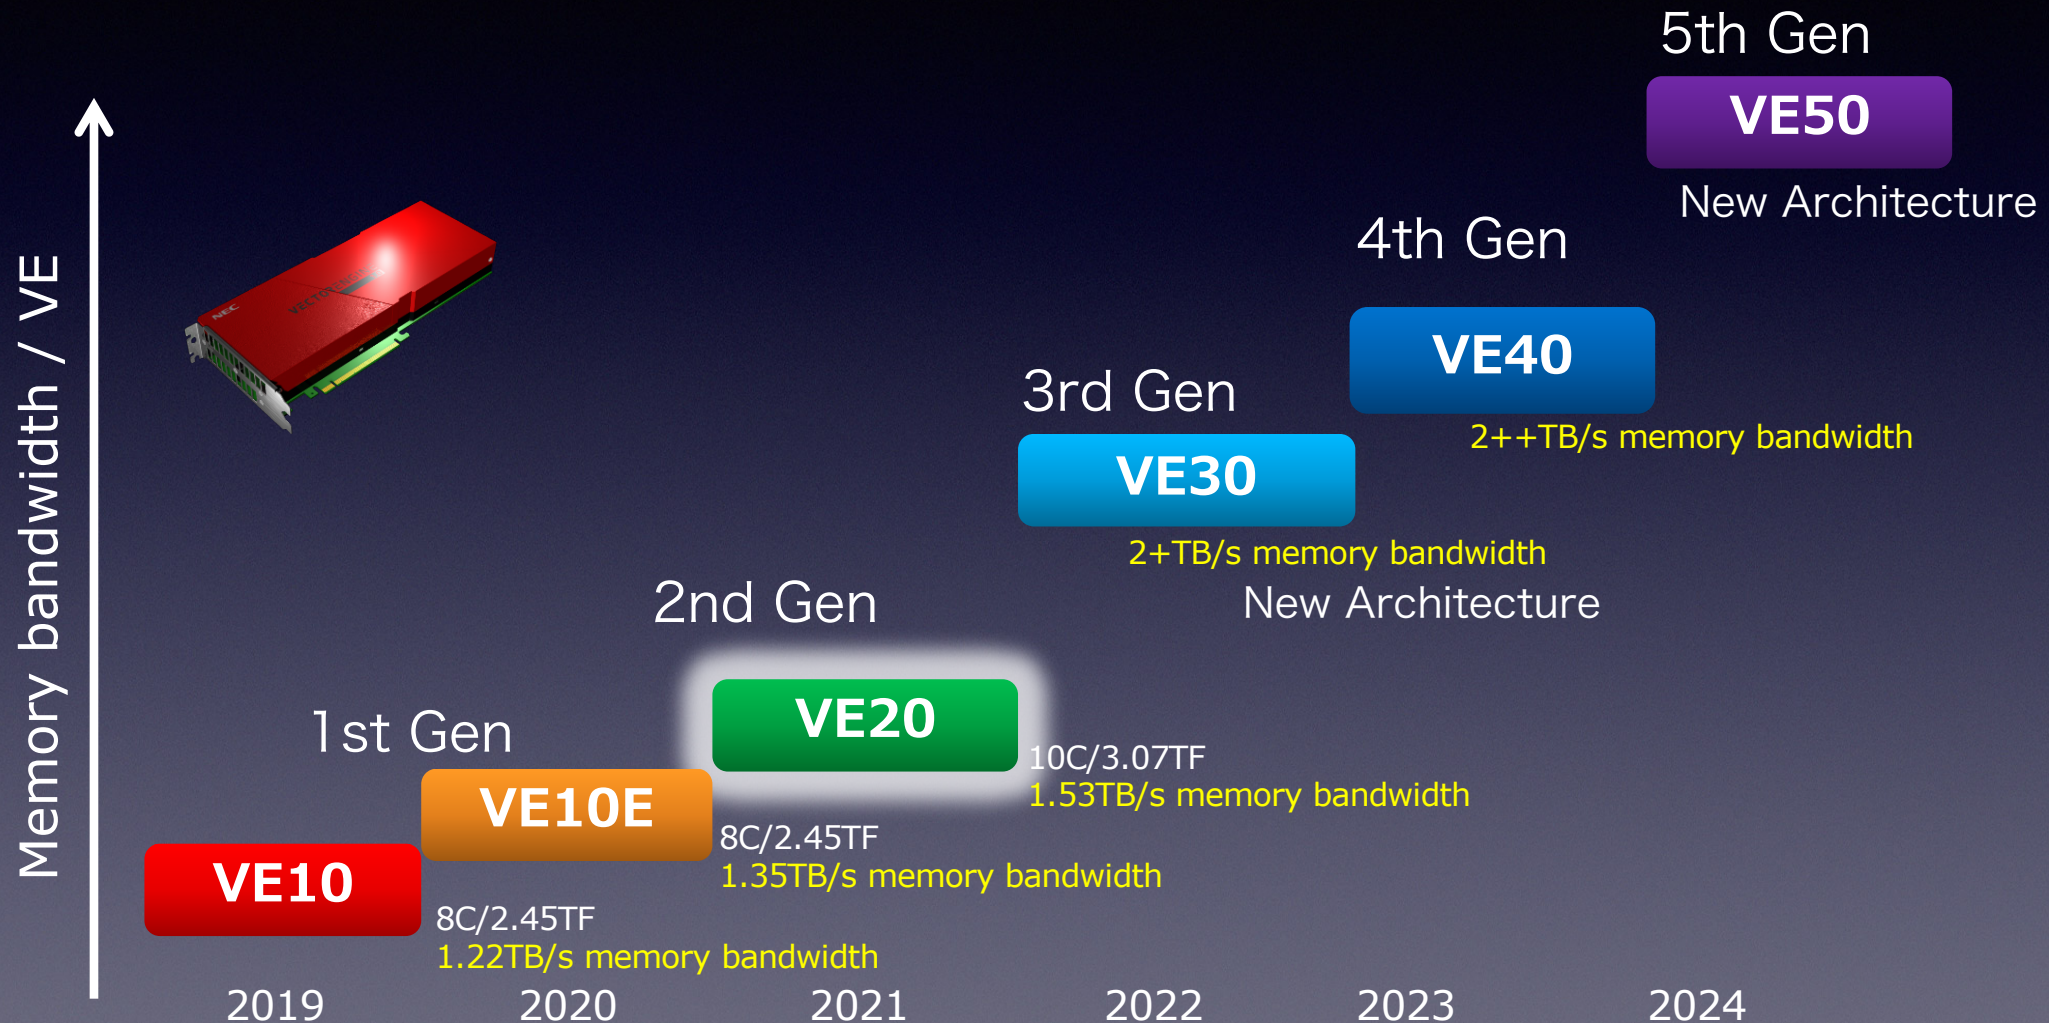 5th Gen
VE50
New Architecture
4th Gen
VE40
2++TB/s memory bandwidth
3rd Gen
VE30
2+TB/s memory bandwidth
New Architecture
2nd Gen
VE20
10C/3.07TF
1.53TB/s memory bandwidth
1st Gen
VE10E
8C/2.45TF
1.35TB/s memory bandwidth
VE10
8C/2.45TF
1.22TB/s memory bandwidth
Memory bandwidth / VE
NEC
2019 2020 2021 2022 2023 2024